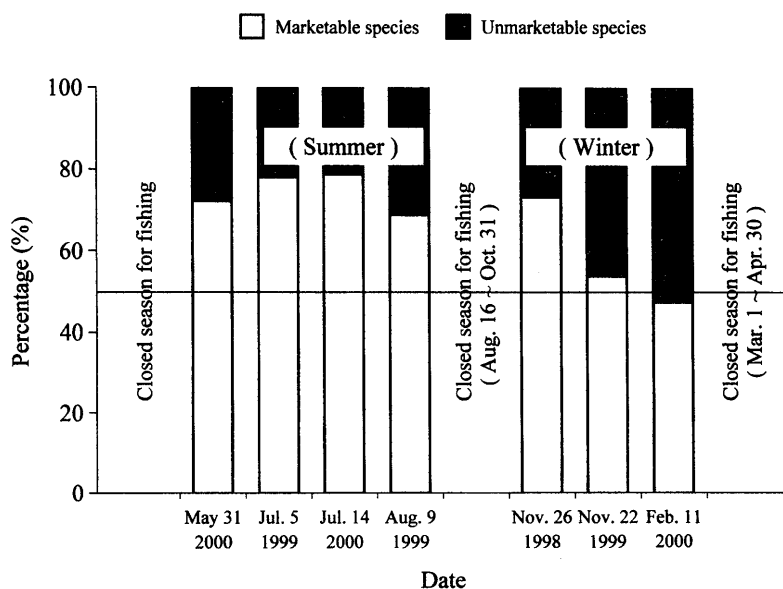 Marketable species
Unmarketable species
Percentage (%)
100
80
60
40
20
0
Closed season for fishing
( Summer )
Closed season for fishing
( Aug. 16 ~ Oct. 31 )
( Winter )
Closed season for fishing
( Mar. 1 ~ Apr. 30 )
May 31
2000
Jul. 5
1999
Jul. 14
2000
Aug. 9
1999
Nov. 26
1998
Nov. 22
1999
Feb. 11
2000
Date